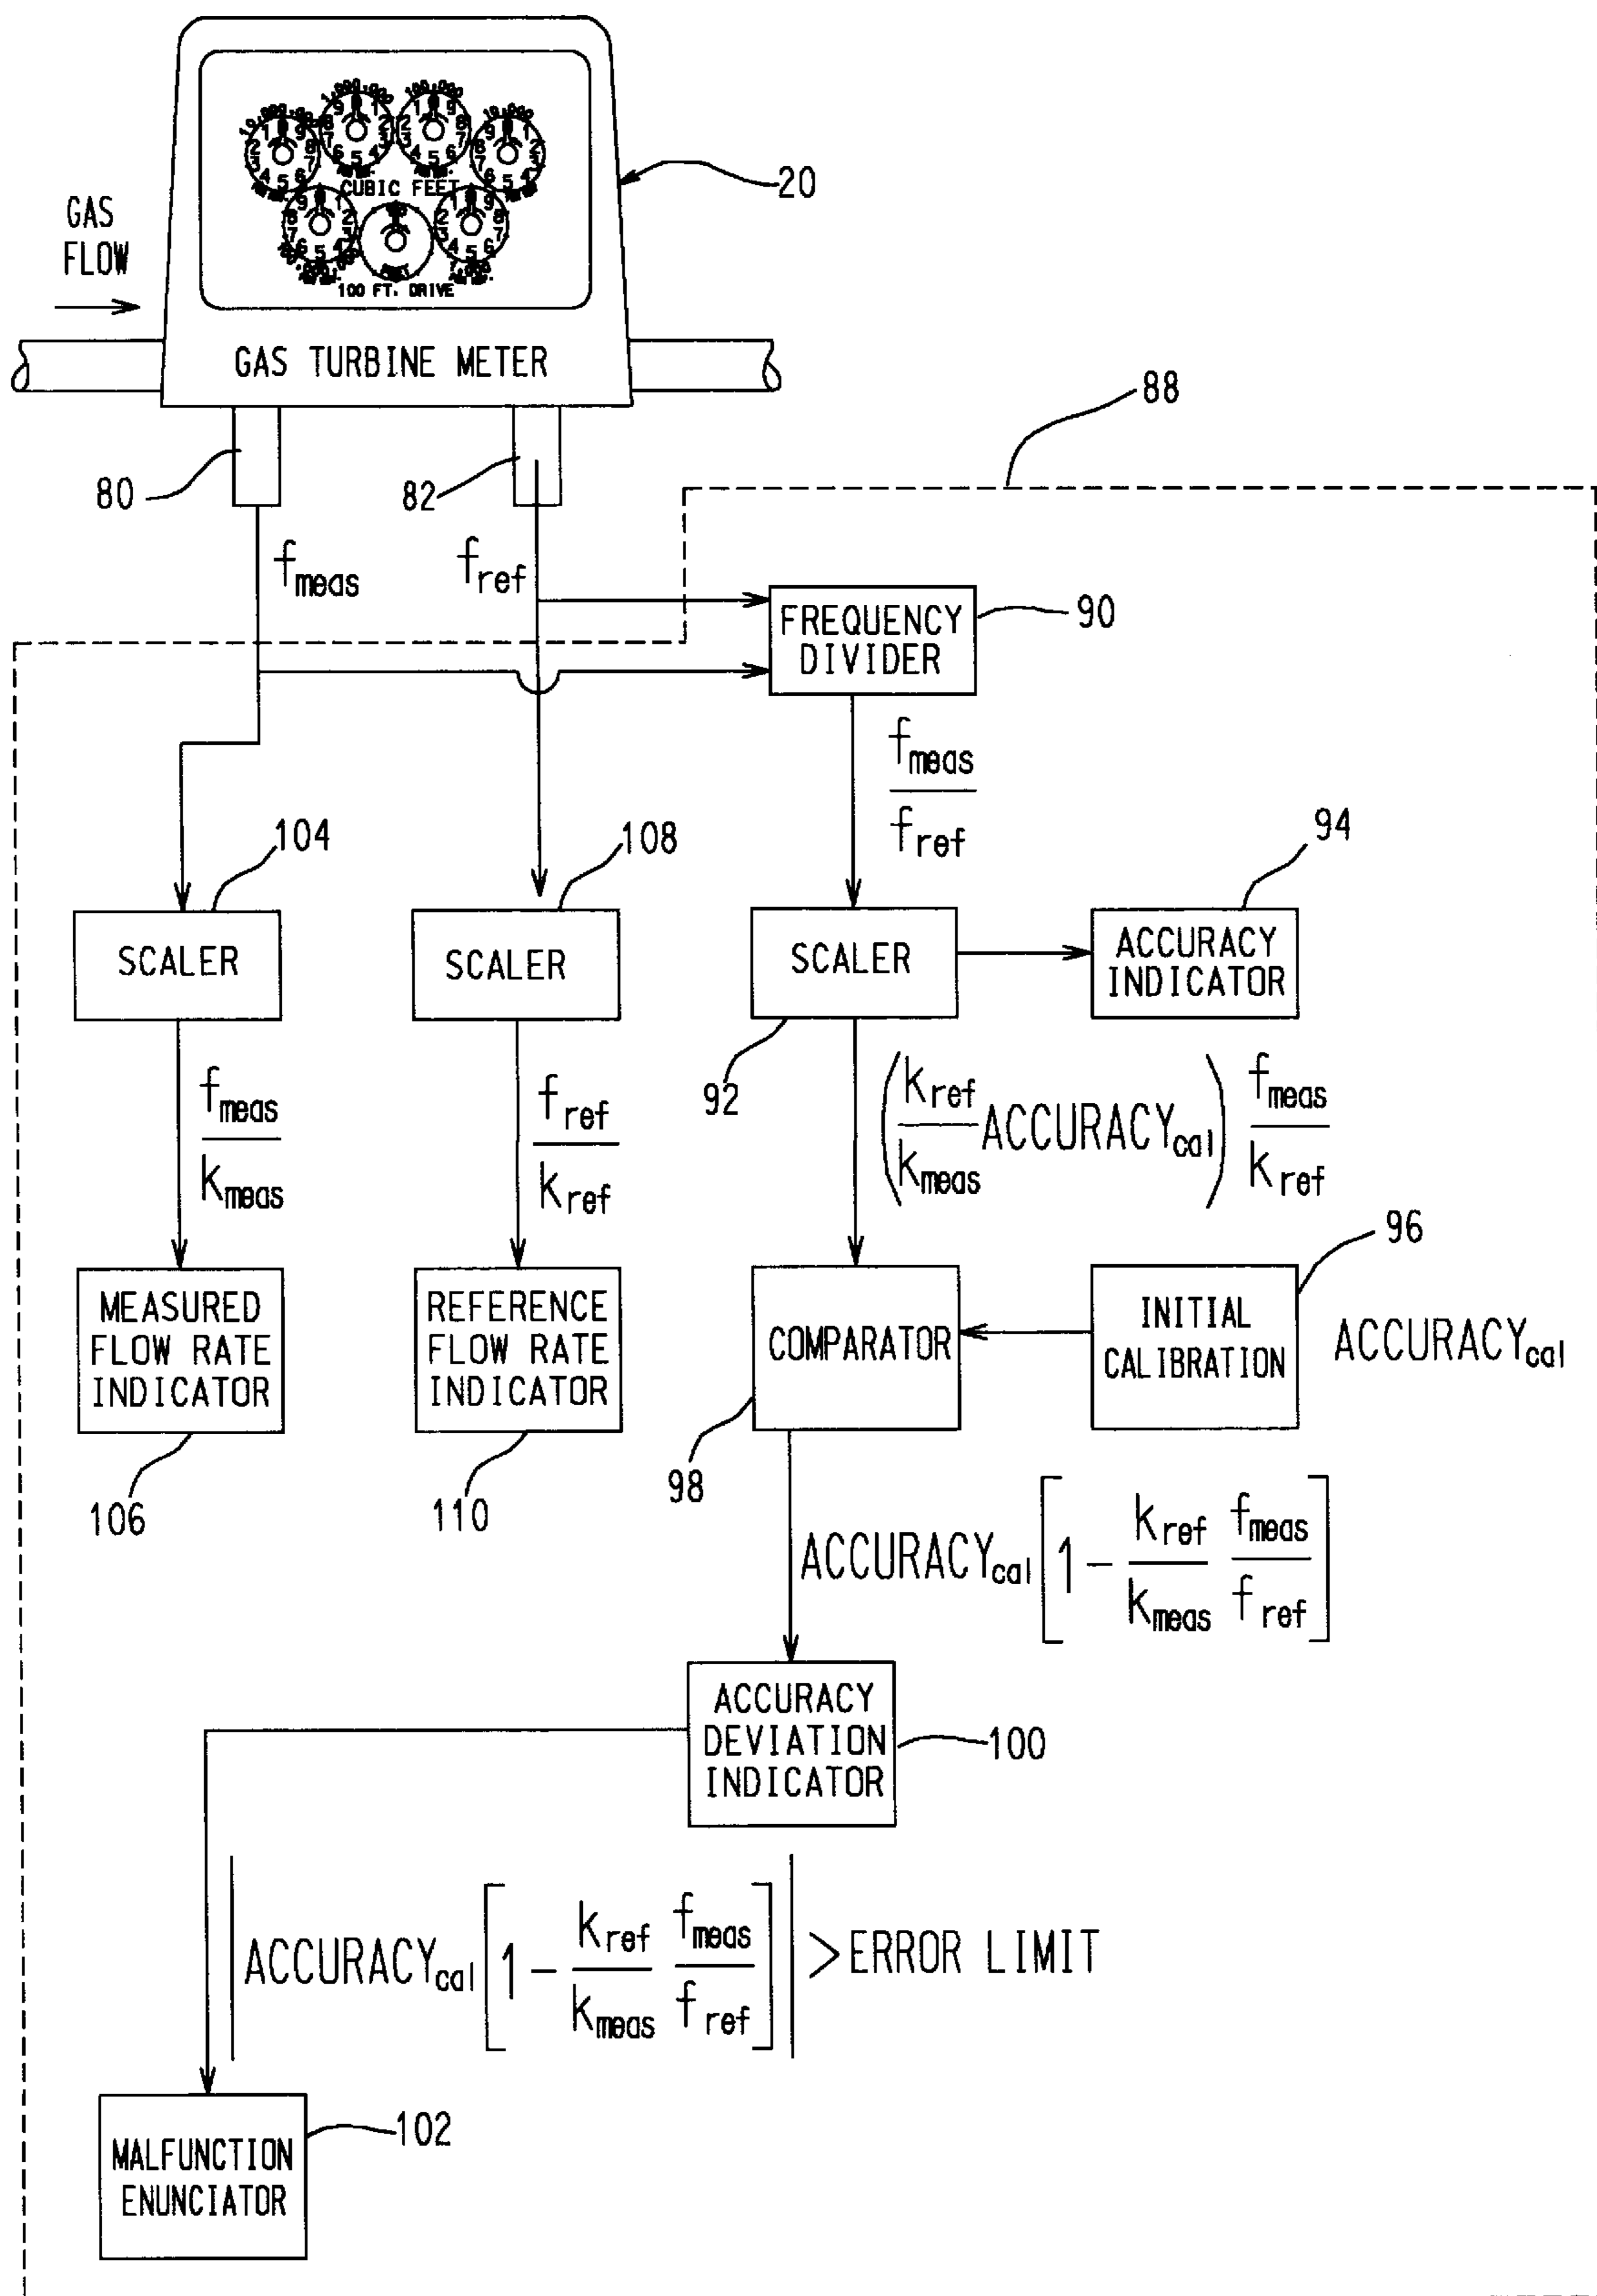 CUBIC FEET
100 FT. DRIVE
GAS
FLOW
GAS TURBINE METER
20
88
80
82
f_meas
f_ref
FREQUENCY
DIVIDER
90
f_meas
f_ref
104
108
94
SCALER
SCALER
SCALER
ACCURACY
INDICATOR
92
f_meas
k_meas
f_ref
k_ref
(k_ref/k_meas ACCURACY_cal) f_meas/k_ref
96
MEASURED
FLOW RATE
INDICATOR
REFERENCE
FLOW RATE
INDICATOR
COMPARATOR
INITIAL
CALIBRATION
ACCURACY_cal
106
110
98
ACCURACY_cal [1 - k_ref/k_meas f_meas/f_ref]
ACCURACY
DEVIATION
INDICATOR
100
|ACCURACY_cal [1 - k_ref/k_meas f_meas/f_ref]| > ERROR LIMIT
MALFUNCTION
ENUNCIATOR
102